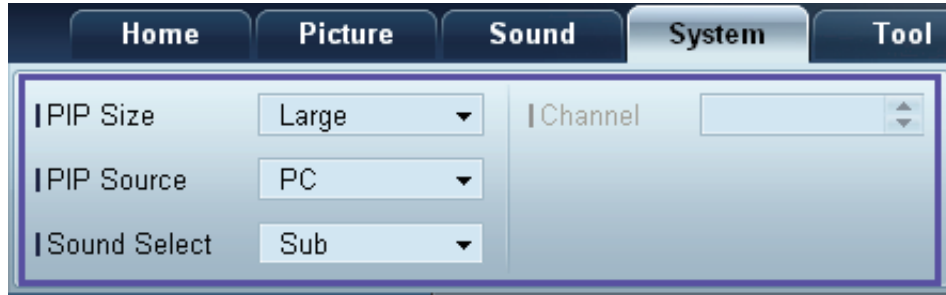 Home Picture Sound System Tool
PIP Size Large Channel
PIP Source PC
Sound Select Sub